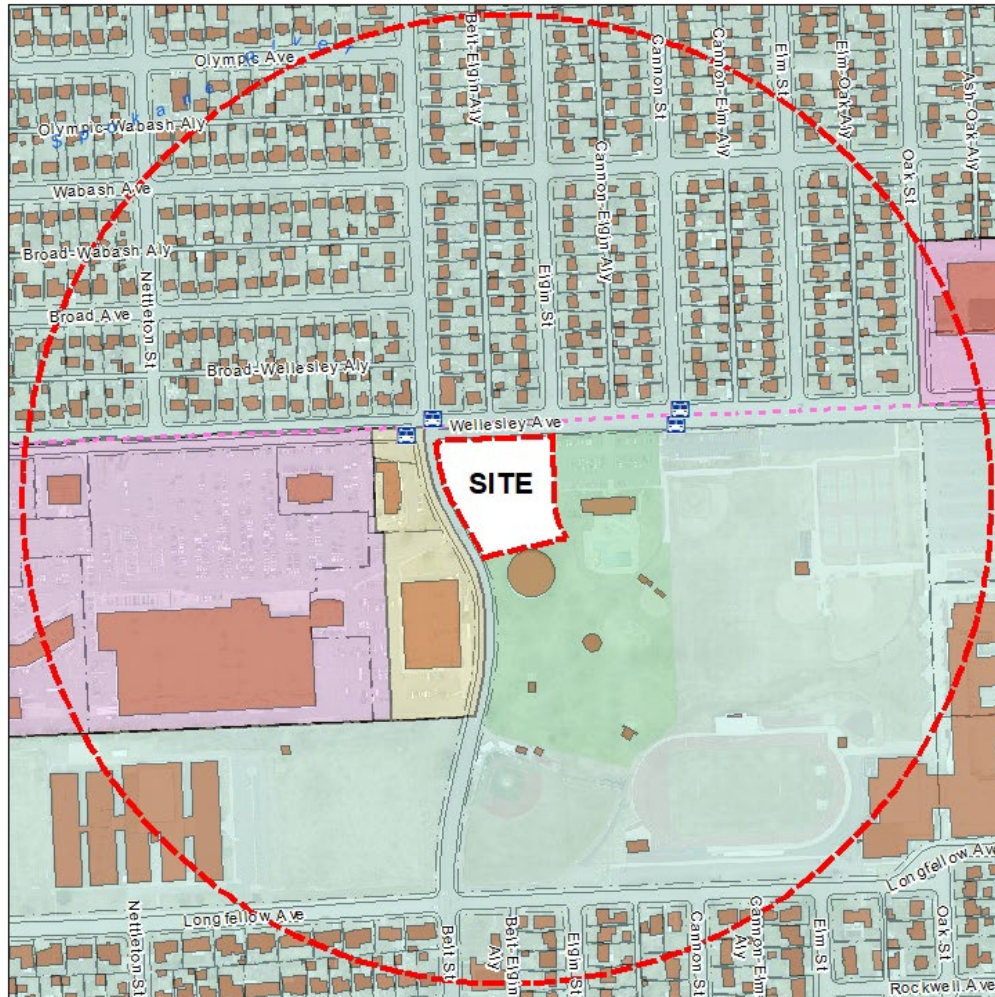 Olympic Ave
Spokane River
Olympic-Wabash Aly
Wabash Ave
Broad-Wabash Aly
Broad Ave
Broad-Wellesley Aly
Nettleton St
Belt-Elgin Aly
Elgin St
Cannon-Elgin Aly
Cannon St
Cannon-Elm Aly
Elm St
Elm-Oak Aly
Oak St
Ash-Oak Aly
Wellesley Ave
SITE
Longfellow Ave
Longfellow Ave
Nettleton St
Belt St
Belt-Elgin
Aly
Elgin St
Cannon St
Cannon-Elm
Aly
Elm St
Oak St
Rockwell Ave